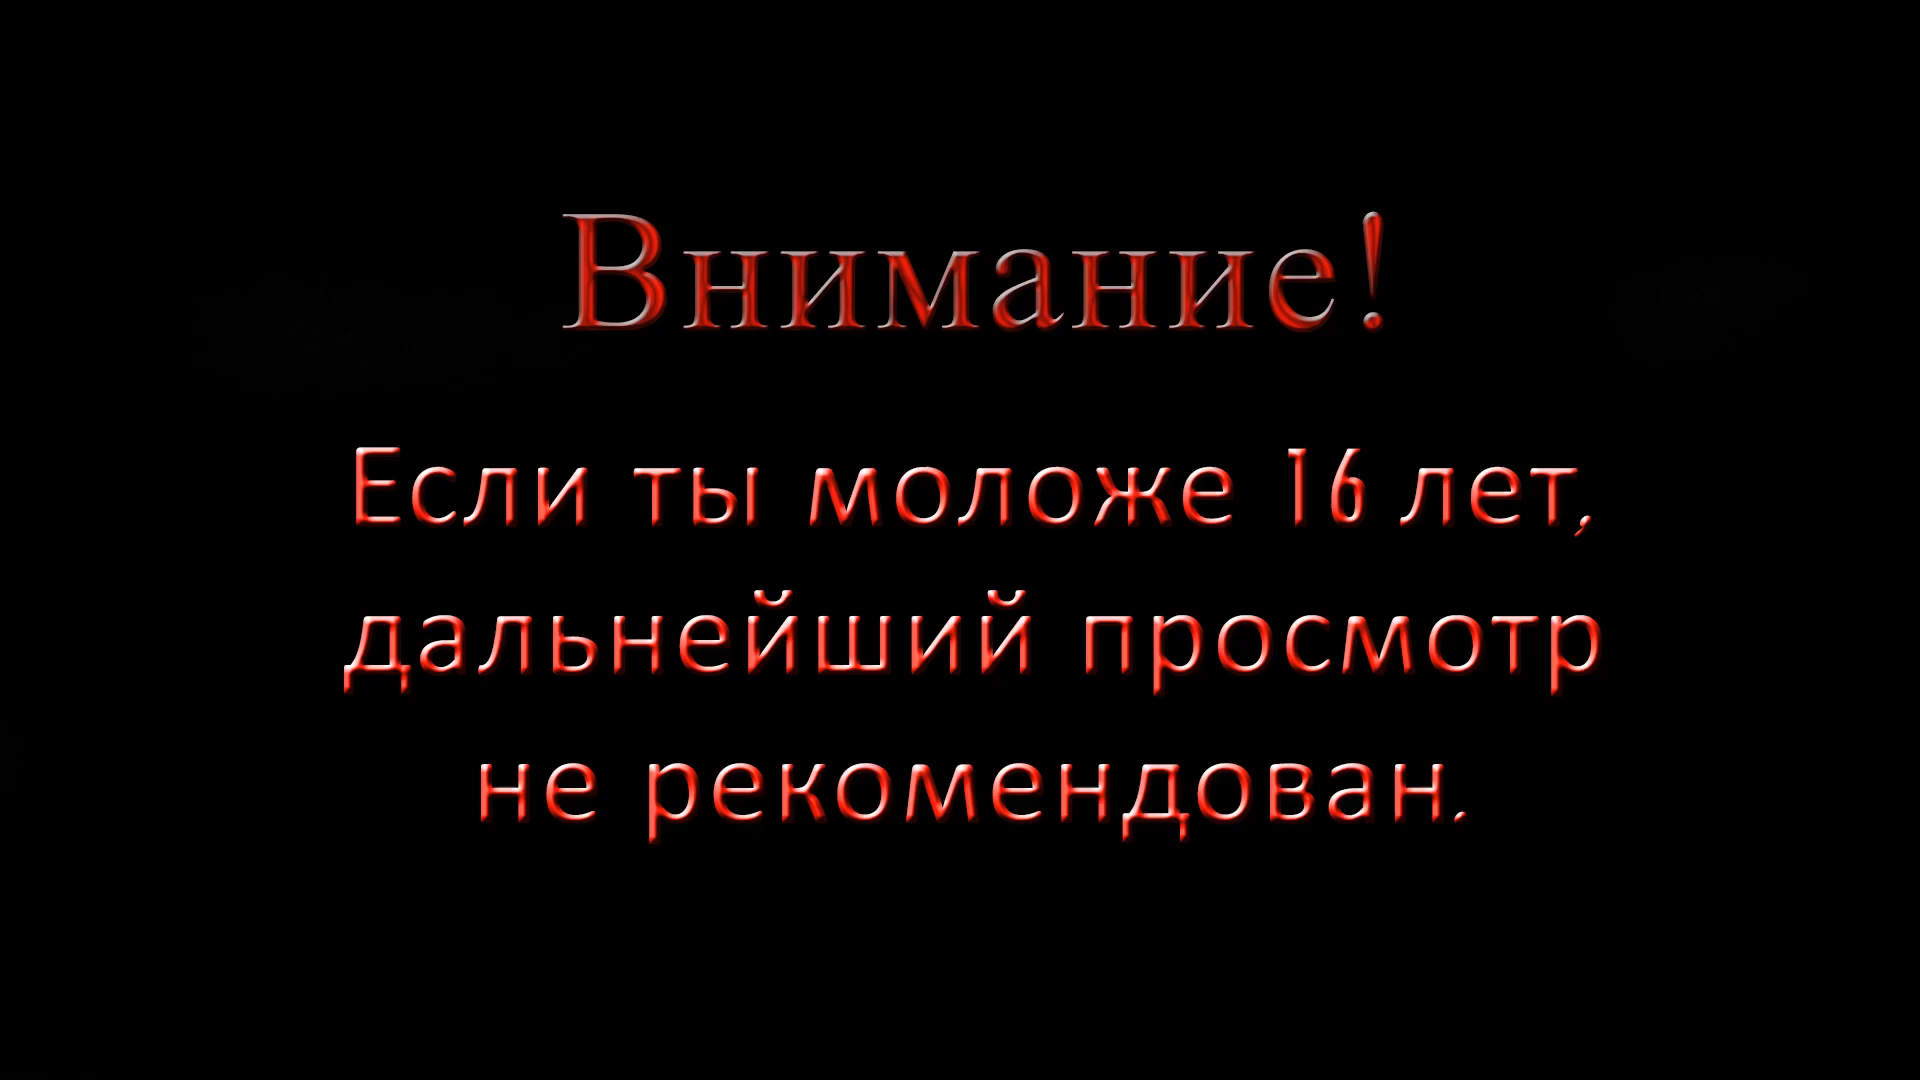 Внимание!
Если ты моложе 16 лет,
дальнейший просмотр
не рекомендован.